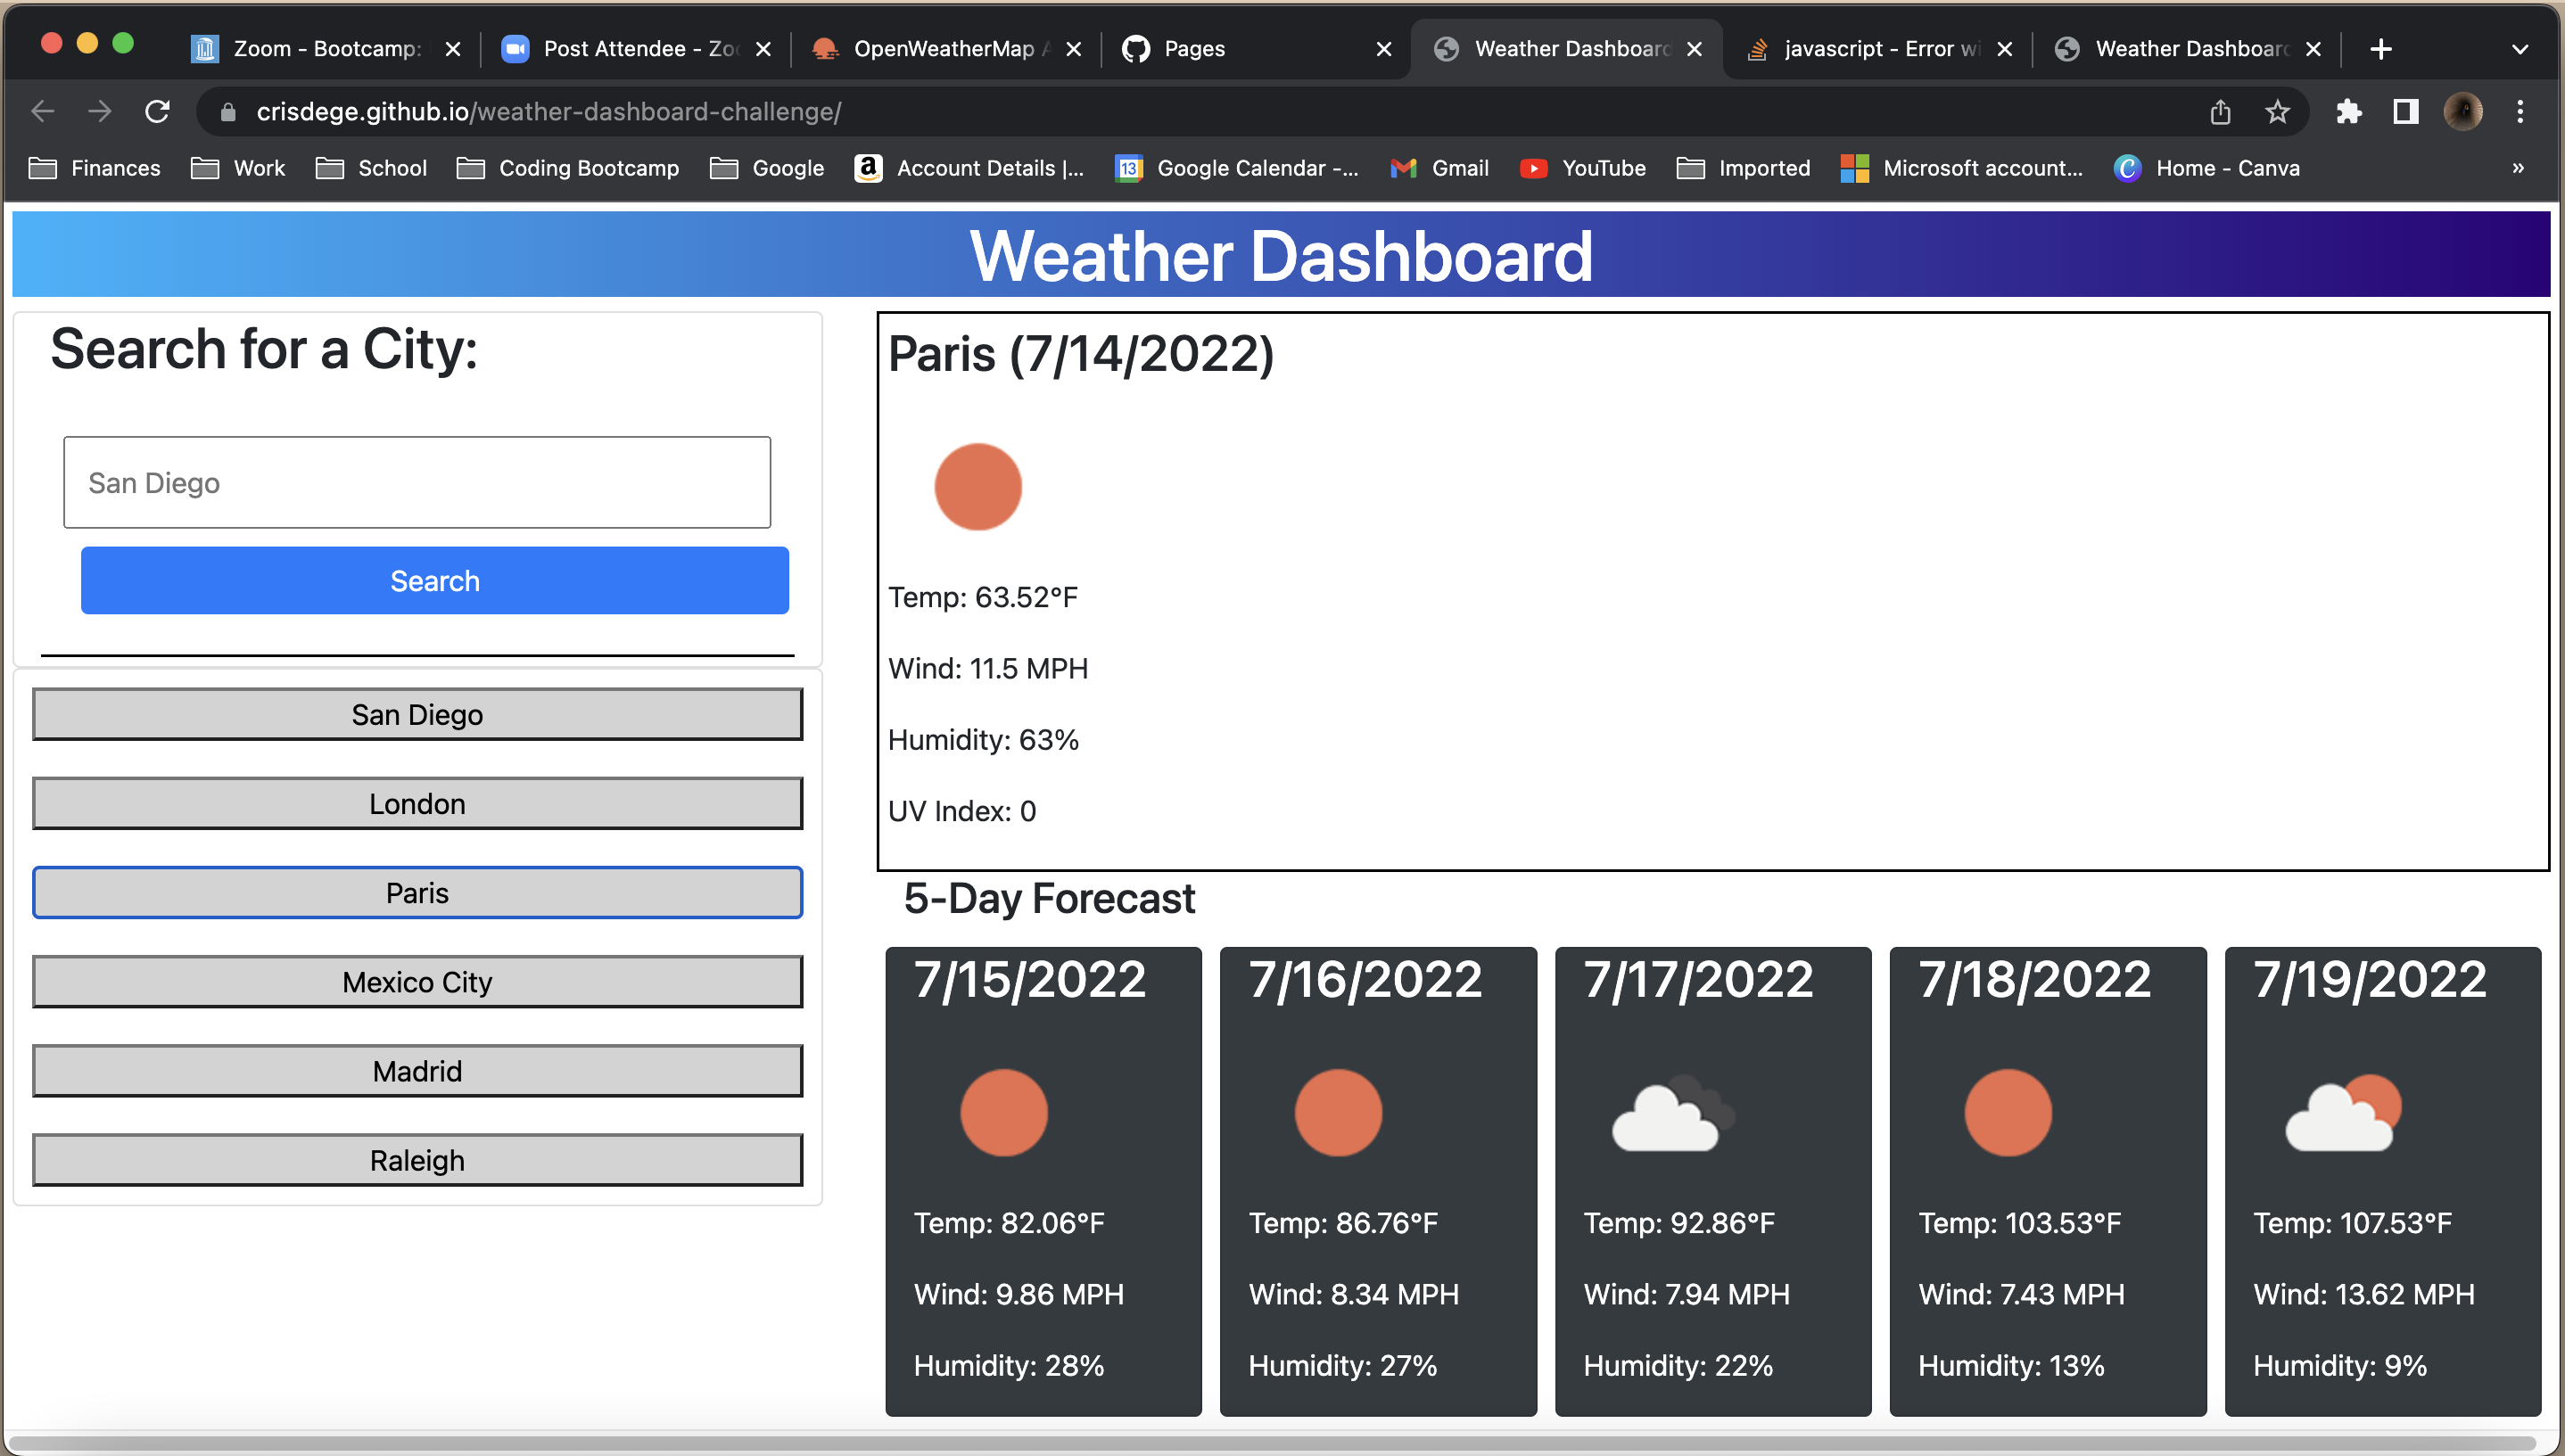 Zoom - Bootcamp:
Post Attendee - Zoo
OpenWeatherMap A
Pages
Weather Dashboard
javascript - Error wi
Weather Dashboard
crisdege.github.io/weather-dashboard-challenge/
Finances
Work
School
Coding Bootcamp
Google
a
Account Details |...
13
Google Calendar -...
Gmail
YouTube
Imported
Microsoft account...
C
Home - Canva
»
Weather Dashboard
Search for a City:
San Diego
Search
San Diego
London
Paris
Mexico City
Madrid
Raleigh
Paris (7/14/2022)
Temp: 63.52°F
Wind: 11.5 MPH
Humidity: 63%
UV Index: 0
5-Day Forecast
7/15/2022
Temp: 82.06°F
Wind: 9.86 MPH
Humidity: 28%
7/16/2022
Temp: 86.76°F
Wind: 8.34 MPH
Humidity: 27%
7/17/2022
Temp: 92.86°F
Wind: 7.94 MPH
Humidity: 22%
7/18/2022
Temp: 103.53°F
Wind: 7.43 MPH
Humidity: 13%
7/19/2022
Temp: 107.53°F
Wind: 13.62 MPH
Humidity: 9%